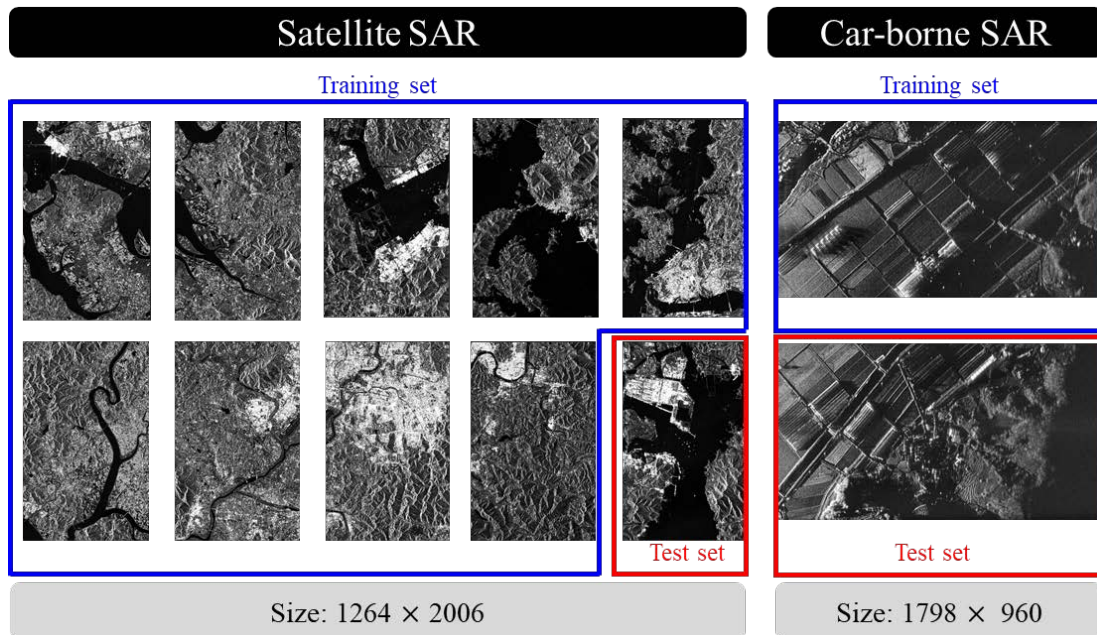 Satellite SAR
Car-borne SAR
Training set
Training set
Test set
Test set
Size: 1264 × 2006
Size: 1798 × 960